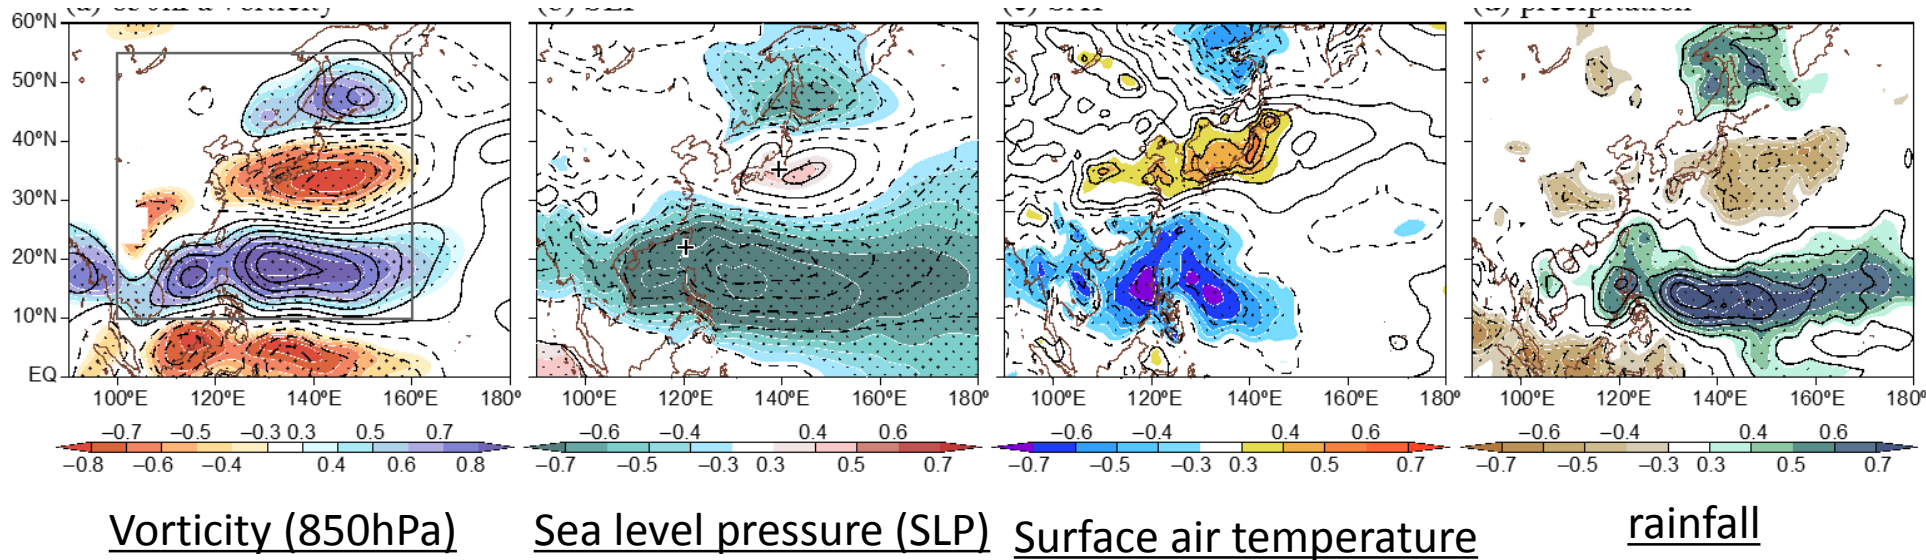 60°N
50°N
40°N
30°N
20°N
10°N
EQ
100°E 120°E 140°E 160°E 180°
100°E 120°E 140°E 160°E 180°
100°E 120°E 140°E 160°E 180°
100°E 120°E 140°E 160°E 180°
−0.7 −0.5 −0.3 0.3 0.5 0.7
−0.8 −0.6 −0.4 0.4 0.6 0.8
−0.6 −0.4 0.4 0.6
−0.7 −0.5 −0.3 0.3 0.5 0.7
−0.6 −0.4 0.4 0.6
−0.7 −0.5 −0.3 0.3 0.5 0.7
−0.6 −0.4 0.4 0.6
−0.7 −0.5 −0.3 0.3 0.5 0.7
Vorticity (850hPa)
Sea level pressure (SLP)
Surface air temperature
rainfall